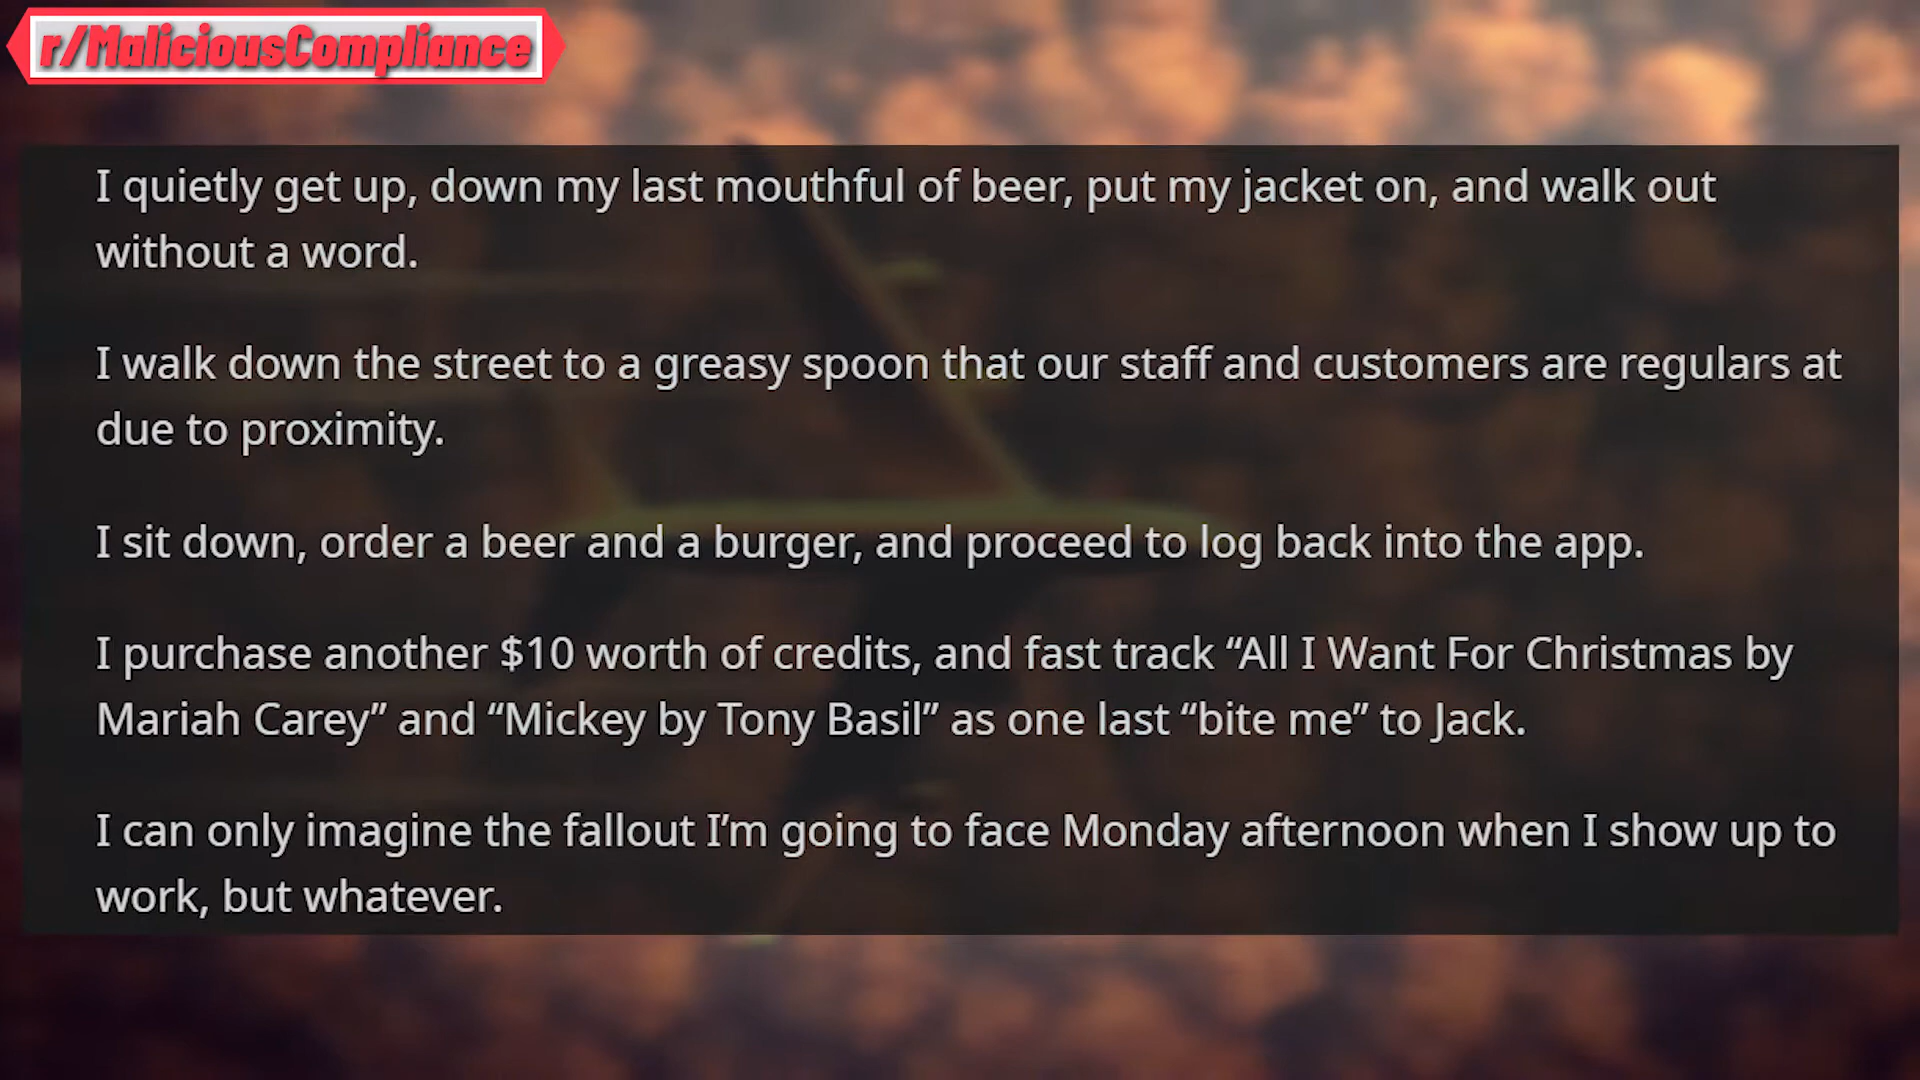 r/MaliciousCompliance
I quietly get up, down my last mouthful of beer, put my jacket on, and walk out
without a word.
I walk down the street to a greasy spoon that our staff and customers are regulars at
due to proximity.
I sit down, order a beer and a burger, and proceed to log back into the app.
I purchase another $10 worth of credits, and fast track “All I Want For Christmas by
Mariah Carey” and “Mickey by Tony Basil” as one last “bite me” to Jack.
I can only imagine the fallout I’m going to face Monday afternoon when I show up to
work, but whatever.